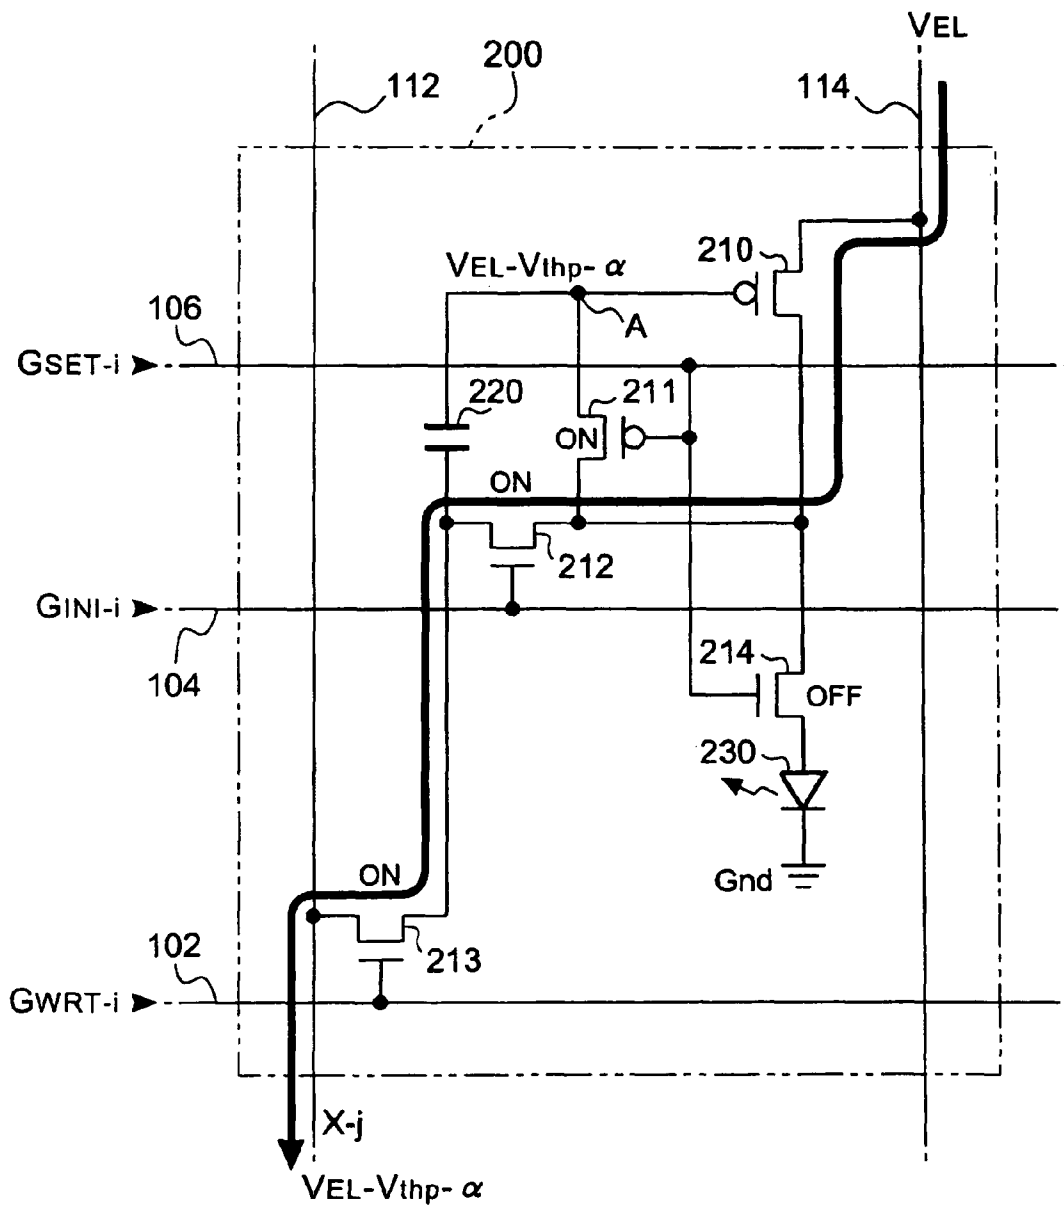 VEL
200
112
114
210
VEL-Vthp-α
A
106
GSET-i
220
211
ON
ON
212
GINI-i
104
214
OFF
230
Gnd
ON
213
102
GWRT-i
X-j
VEL-Vthp-α